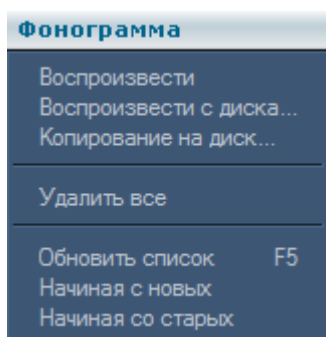 Фонограмма
Воспроизвести
Воспроизвести с диска...
Копирование на диск...
Удалить все
Обновить список F5
Начиная с новых
Начиная со старых